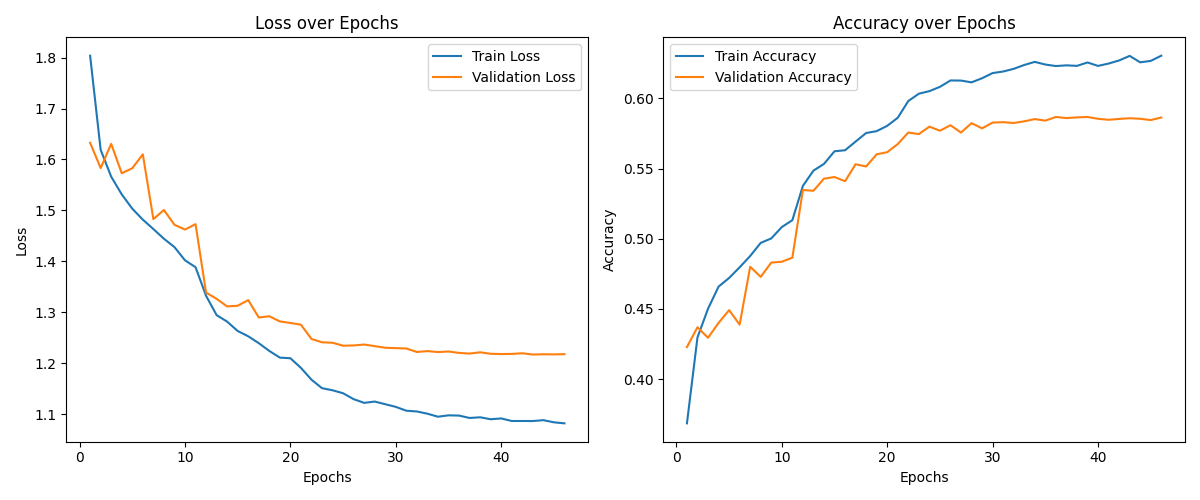 Loss over Epochs
Train Loss
Validation Loss
1.8
1.7
1.6
1.5
1.4
1.3
1.2
1.1
Loss
0
10
20
30
40
Epochs
Accuracy over Epochs
Train Accuracy
Validation Accuracy
0.60
0.55
0.50
0.45
0.40
Accuracy
0
10
20
30
40
Epochs